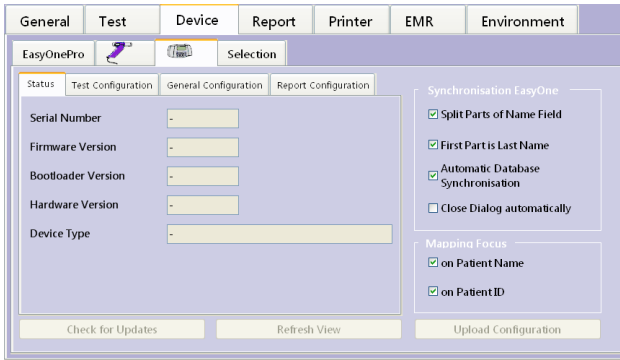 General Test Device Report Printer EMR Environment
EasyOnePro Selection
Status Test Configuration General Configuration Report Configuration
Serial Number -
Firmware Version -
Bootloader Version -
Hardware Version -
Device Type -
Synchronisation EasyOne
Split Parts of Name Field
First Part is Last Name
Automatic Database
Synchronisation
Close Dialog automatically
Mapping Focus
on Patient Name
on Patient ID
Check for Updates Refresh View Upload Configuration